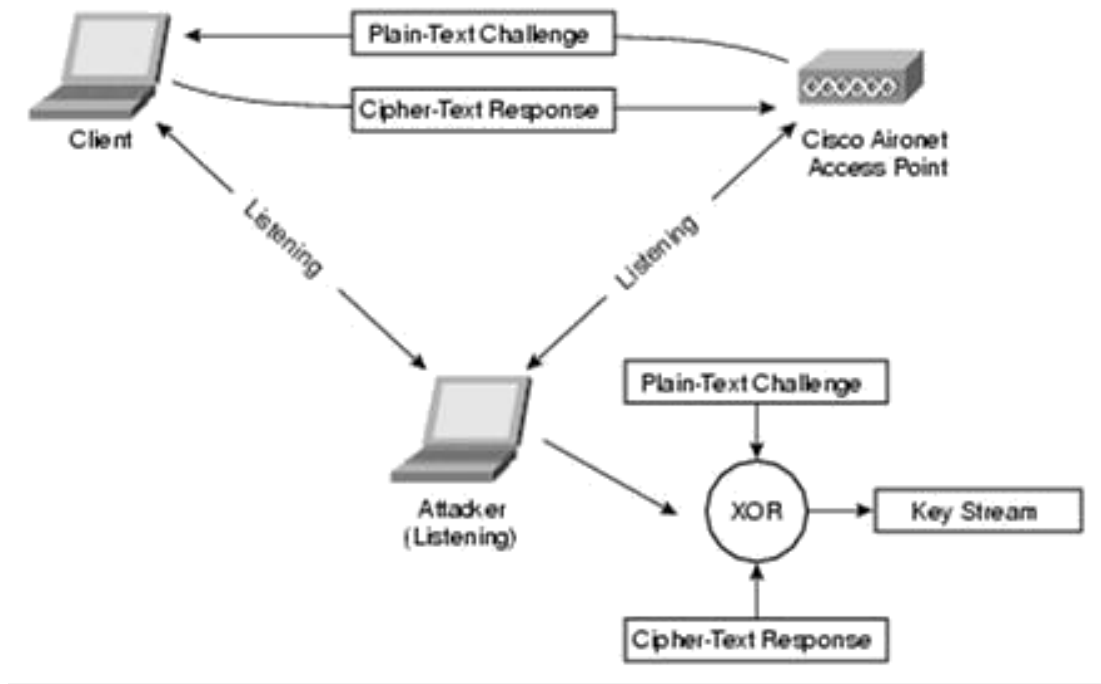 Plain-Text Challenge
Cipher-Text Response
Client
Cisco Aironet
Access Point
Listening
Listening
Plain-Text Challenge
Attacker
(Listening)
XOR
Key Stream
Cipher-Text Response